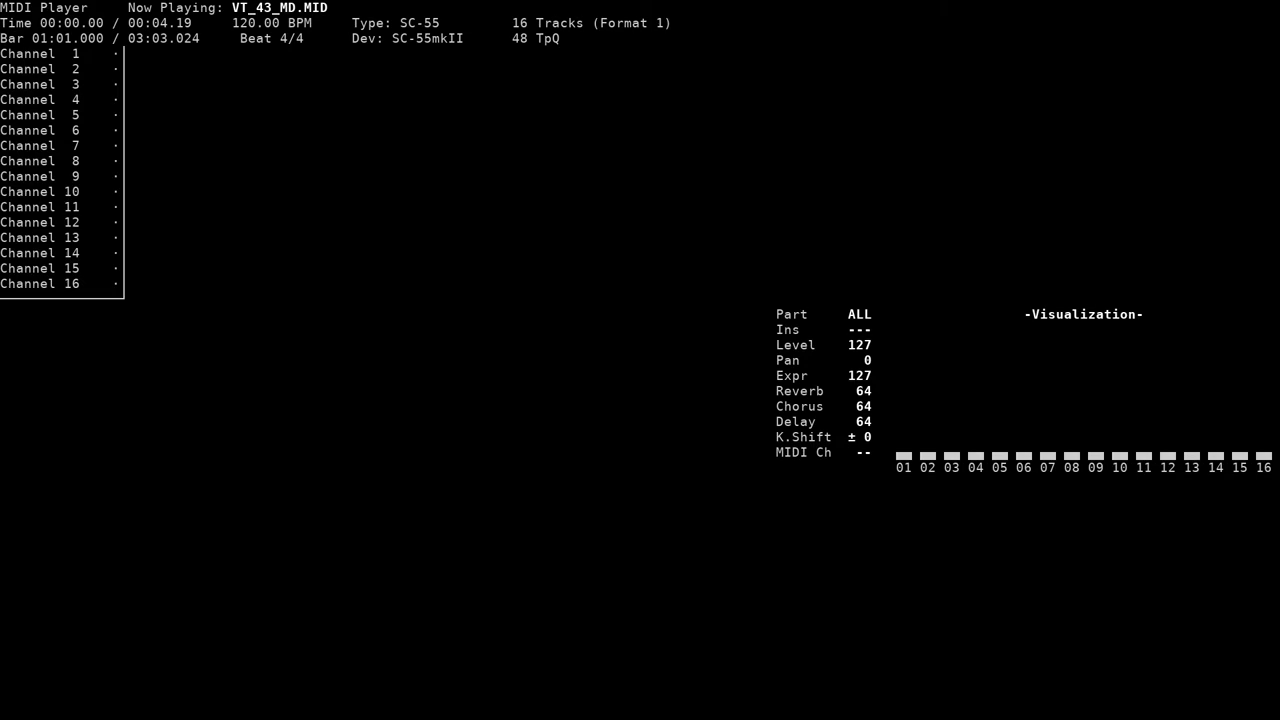 MIDI Player     Now Playing: VT_43_MD.MID
Time 00:00.00 / 00:04.19     120.00 BPM     Type: SC-55     16 Tracks (Format 1)
Bar 01:01.000 / 03:03.024     Beat 4/4     Dev: SC-55mkII     48 TpQ
Channel  1    ·
Channel  2    ·
Channel  3    ·
Channel  4    ·
Channel  5    ·
Channel  6    ·
Channel  7    ·
Channel  8    ·
Channel  9    ·
Channel 10    ·
Channel 11    ·
Channel 12    ·
Channel 13    ·
Channel 14    ·
Channel 15    ·
Channel 16    ·
Part     ALL     -Visualization-
Ins      ---
Level    127
Pan        0
Expr     127
Reverb    64
Chorus    64
Delay     64
K.Shift  ± 0
MIDI Ch   --
01 02 03 04 05 06 07 08 09 10 11 12 13 14 15 16